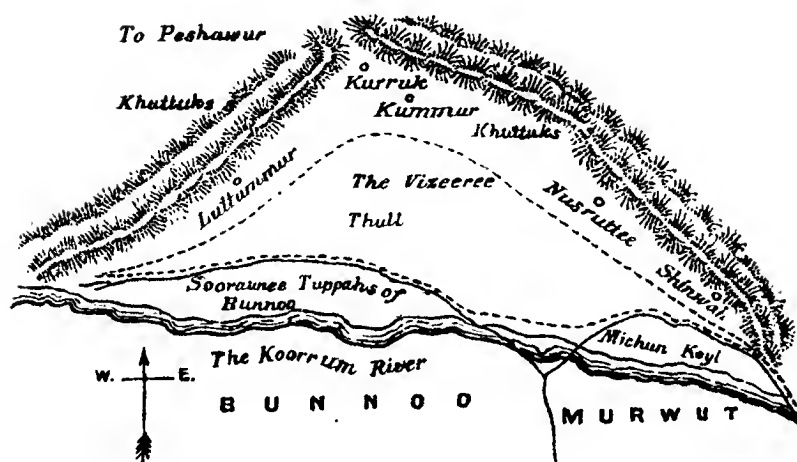 To Peshawur
Kurruk
Khuttuks
Kummur
Khuttuks
Luttummur
The Vizeeree
Thull
Nusruttee
Shinwah
Sooraunee Tuppahs of
Bunnoo
Michun Keyl
The Koorrum River
W. E.
BUNNOO
MURWUT